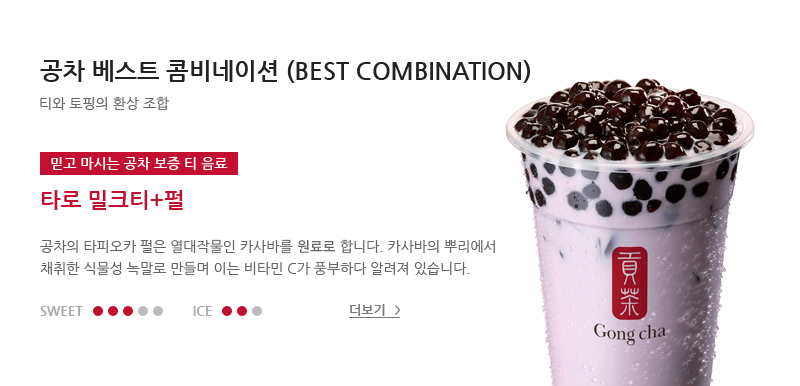 공차 베스트 콤비네이션 (BEST COMBINATION)
티와 토핑의 환상 조합
믿고 마시는 공차 보증 티 음료
타로 밀크티+펄
공차의 타피오카 펄은 열대작물인 카사바를 원료로 합니다. 카사바의 뿌리에서
채취한 식물성 녹말로 만들며 이는 비타민 C가 풍부하다 알려져 있습니다.
SWEET ICE 더보기 >
貢茶
Gong cha